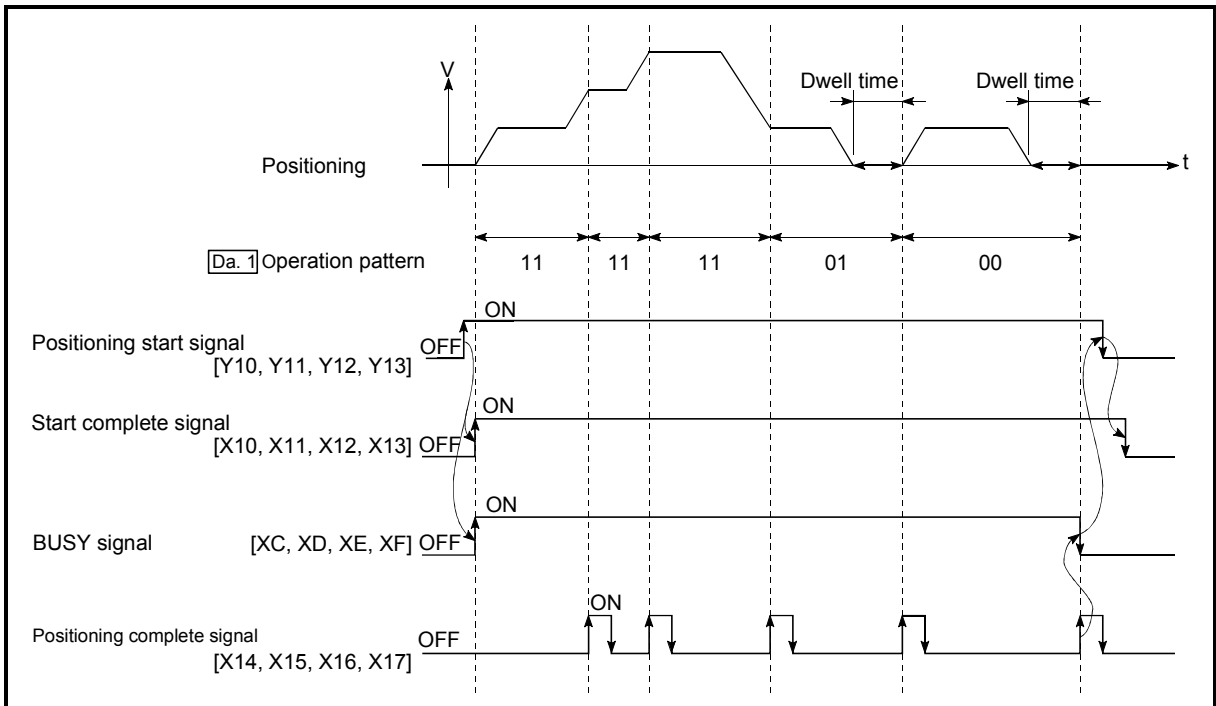 V
Dwell time
Dwell time
Positioning
t
Da. 1 Operation pattern
11
11
11
01
00
ON
Positioning start signal
OFF
[Y10, Y11, Y12, Y13]
ON
Start complete signal
[X10, X11, X12, X13]
OFF
ON
BUSY signal
[XC, XD, XE, XF]
OFF
ON
Positioning complete signal
OFF
[X14, X15, X16, X17]